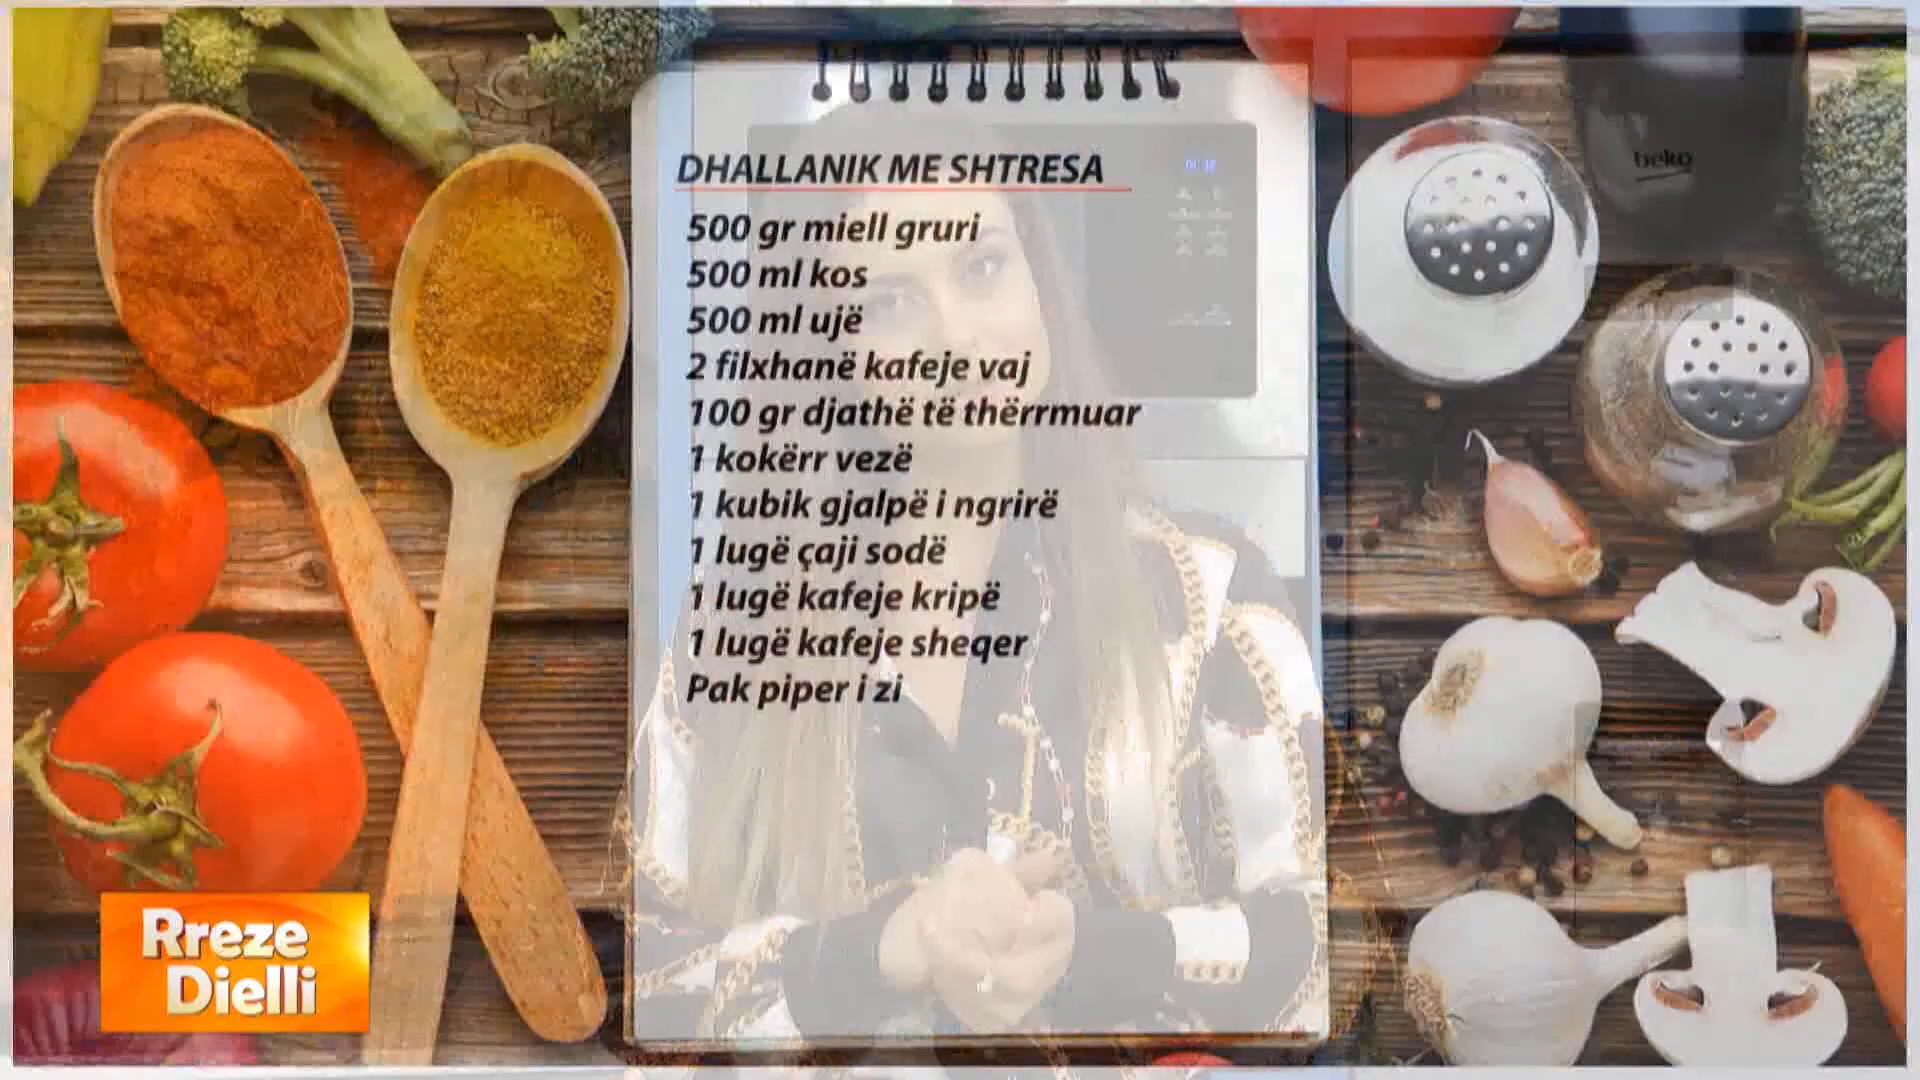 DHALLANIK ME SHTRESA
500 gr miell gruri
500 ml kos
500 ml ujë
2 filxhanë kafeje vaj
100 gr djathë të thërrmuar
1 kokërr vezë
1 kubik gjalpë i ngrirë
1 lugë çaji sodë
1 lugë kafeje kripë
1 lugë kafeje sheqer
Pak piper i zi
beko
Rreze
Dielli